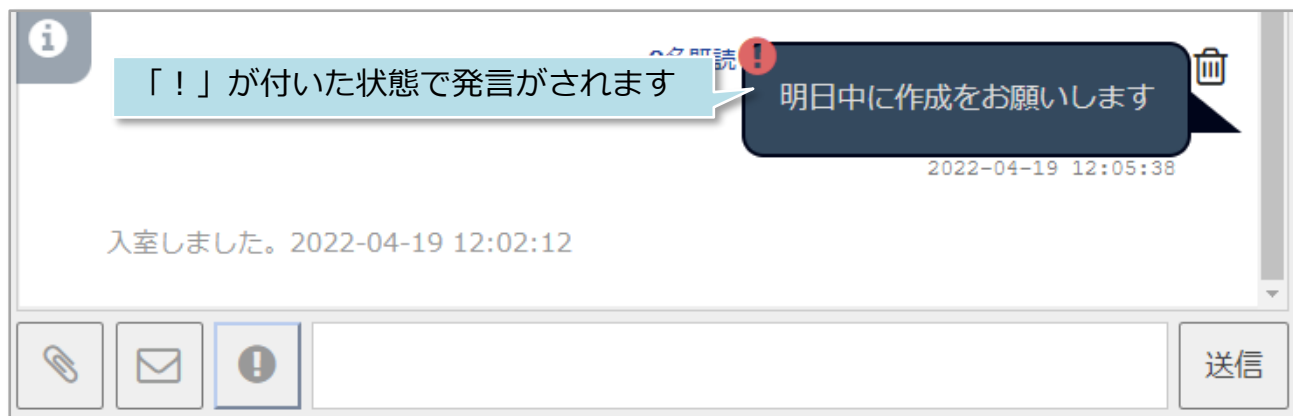 既読
「！」が付いた状態で発言がされます
明日中に作成をお願いします
2022-04-19 12:05:38
入室しました。2022-04-19 12:02:12
送信